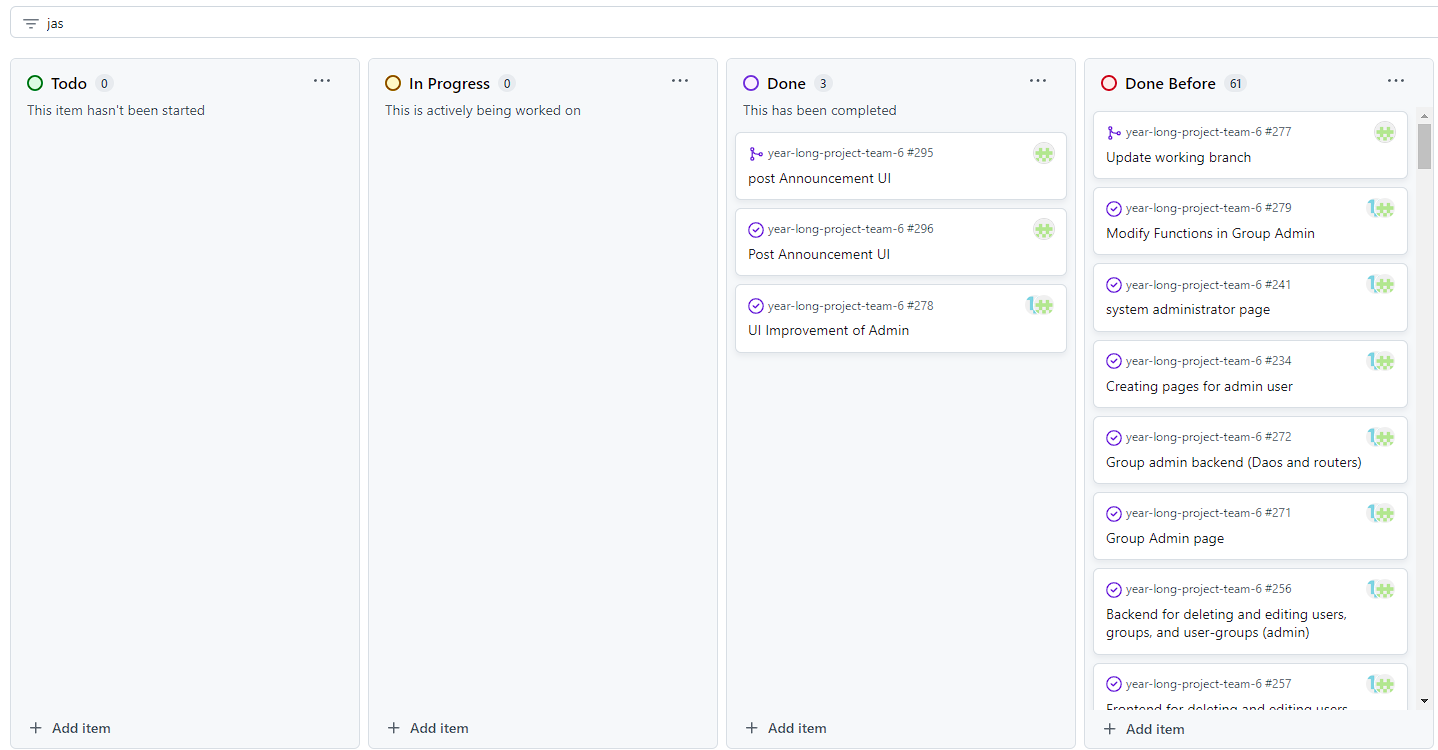 jas
Todo 0
This item hasn't been started
Add item
In Progress 0
This is actively being worked on
Add item
Done 3
This has been completed
year-long-project-team-6 #295
post Announcement UI
year-long-project-team-6 #296
Post Announcement UI
year-long-project-team-6 #278
UI Improvement of Admin
Add item
Done Before 61
year-long-project-team-6 #277
Update working branch
year-long-project-team-6 #279
Modify Functions in Group Admin
year-long-project-team-6 #241
system administrator page
year-long-project-team-6 #234
Creating pages for admin user
year-long-project-team-6 #272
Group admin backend (Daos and routers)
year-long-project-team-6 #271
Group Admin page
year-long-project-team-6 #256
Backend for deleting and editing users,
groups, and user-groups (admin)
year-long-project-team-6 #257
Frontend for deleting and editing users
Add item